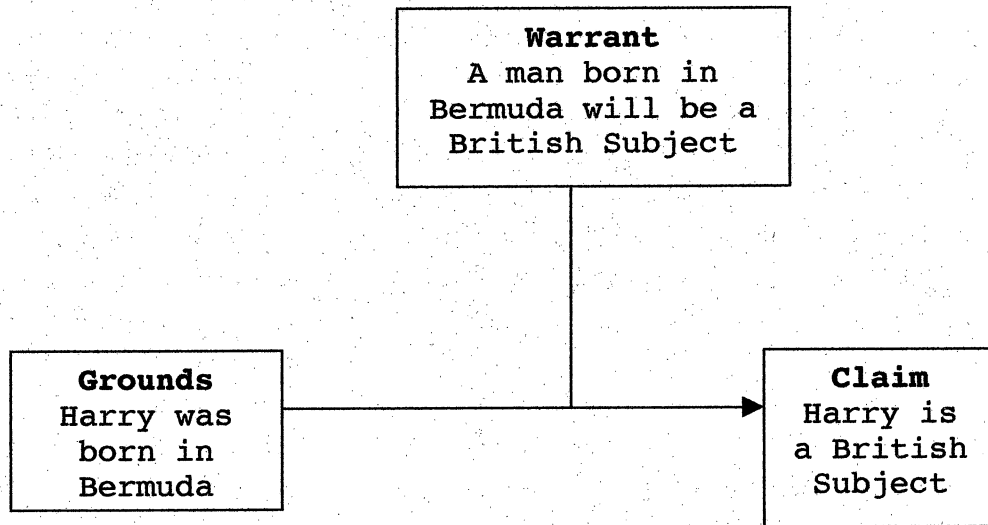 Warrant
A man born in
Bermuda will be a
British Subject
Grounds
Harry was
born in
Bermuda
Claim
Harry is
a British
Subject